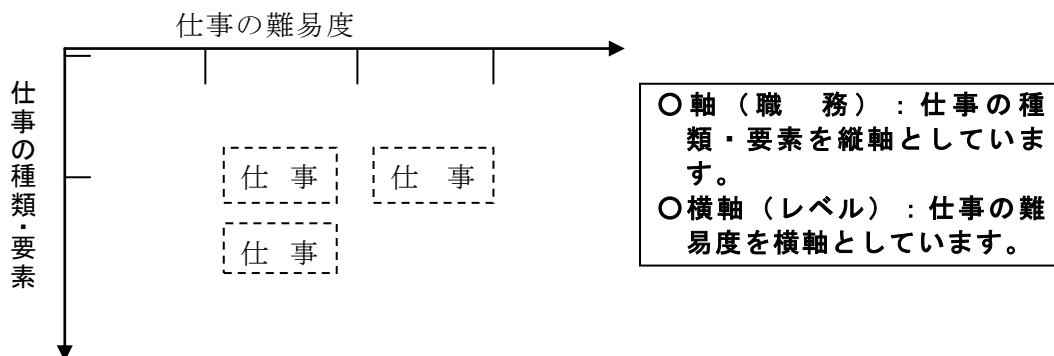 仕事の難易度
仕事の種類・要素
仕 事
仕 事
仕 事
〇軸（職 務）：仕事の種
類・要素を縦軸としていま
す。
〇横軸（レベル）：仕事の難
易度を横軸としています。